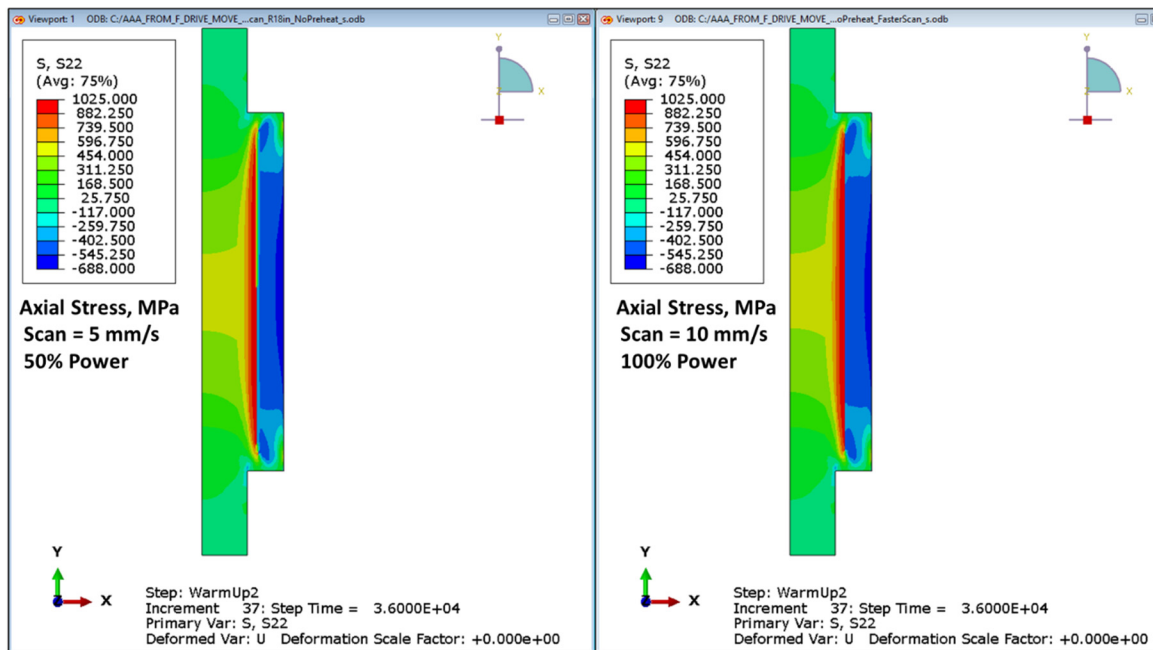 Viewport: 1 ODB: C:/AAA_FROM_F_DRIVE_MOVE_...can_R18in_NoPreheat_s.odb
S, S22
(Avg: 75%)
1025.000
882.250
739.500
596.750
454.000
311.250
168.500
25.750
-117.000
-259.750
-402.500
-545.250
-688.000
Axial Stress, MPa
Scan = 5 mm/s
50% Power
Y
X
Z
Y
X
Step: WarmUp2
Increment 37: Step Time = 3.6000E+04
Primary Var: S, S22
Deformed Var: U Deformation Scale Factor: +0.000e+00
Viewport: 9 ODB: C:/AAA_FROM_F_DRIVE_MOVE_...oPreheat_FasterScan_s.odb
S, S22
(Avg: 75%)
1025.000
882.250
739.500
596.750
454.000
311.250
168.500
25.750
-117.000
-259.750
-402.500
-545.250
-688.000
Axial Stress, MPa
Scan = 10 mm/s
100% Power
Y
X
Z
Y
X
Step: WarmUp2
Increment 37: Step Time = 3.6000E+04
Primary Var: S, S22
Deformed Var: U Deformation Scale Factor: +0.000e+00